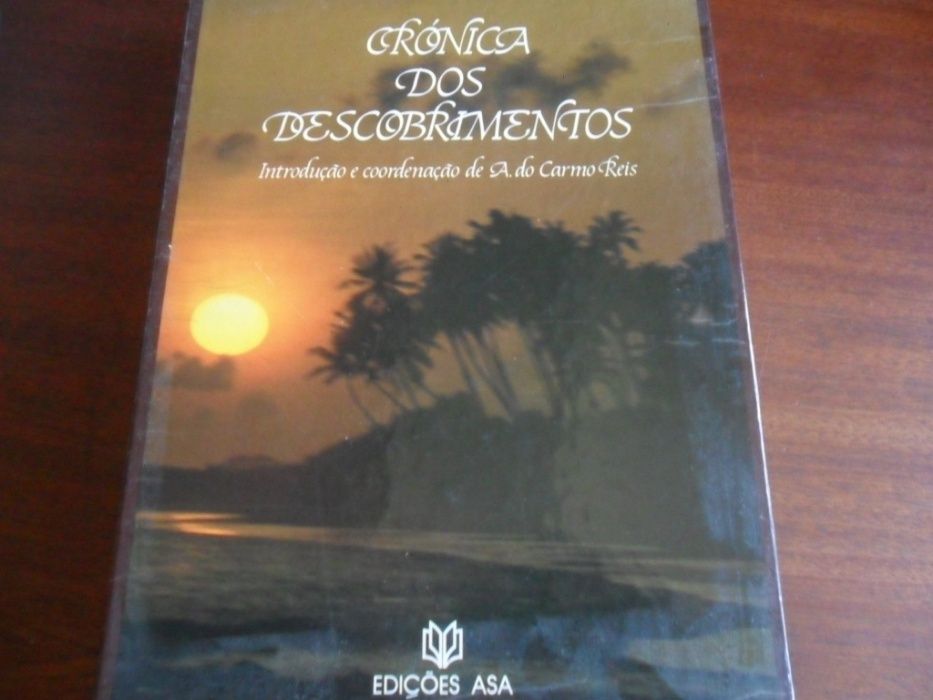 CRÓNICA
DOS
DESCOBRIMENTOS
Introdução e coordenação de A. do Carmo Reis
EDIÇÕES ASA